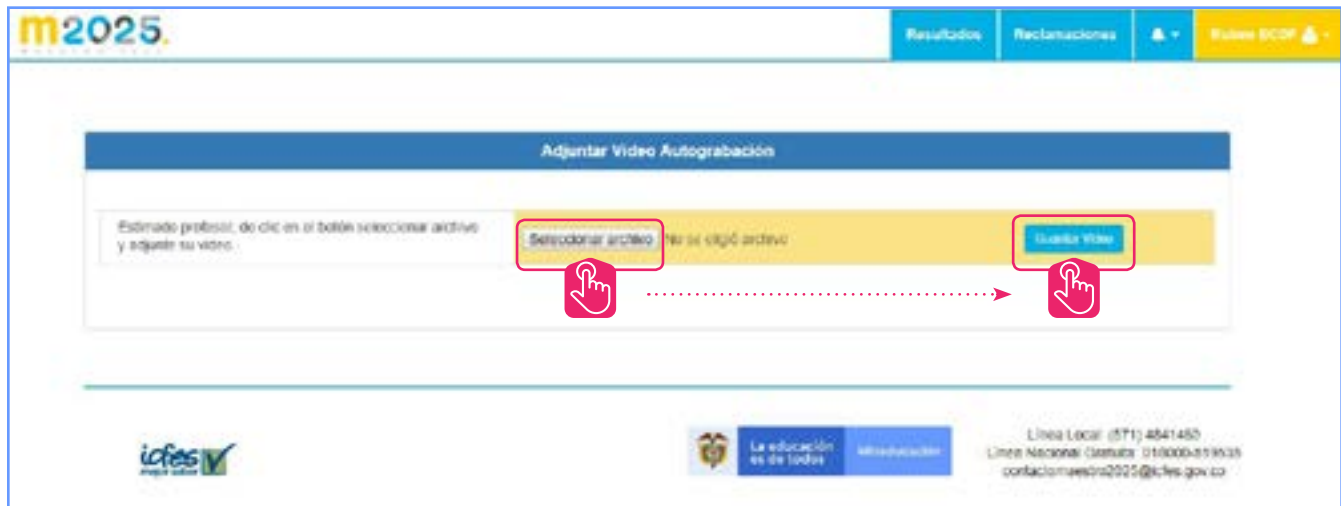 m2025.
Resultados
Reclamaciones
Adjuntar Video Autograbación
Estimado profesor, de clic en el botón seleccionar archivo
y adjunte su video.
Seleccionar archivo No se eligió archivo
Guardar Video
icfes
mejor saber
La educación
es de todos
Mineducación
Línea Local (571) 4841460
Línea Nacional Gratuita
contactomaestro2025@icfes.gov.co